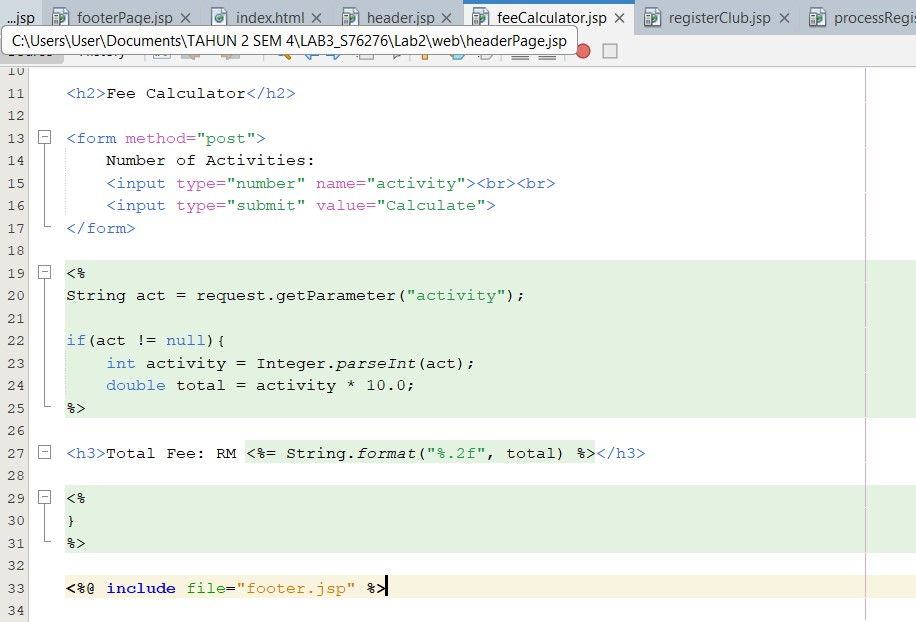 ...jsp footerPage.jsp index.html header.jsp feeCalculator.jsp registerClub.jsp processRegis
C:\Users\User\Documents\TAHUN 2 SEM 4\LAB3_S76276\Lab2\web\headerPage.jsp
10
11 <h2>Fee Calculator</h2>
12
13 <form method="post">
14 Number of Activities:
15 <input type="number" name="activity"><br><br>
16 <input type="submit" value="Calculate">
17 </form>
18
19 <%
20 String act = request.getParameter("activity");
21
22 if(act != null){
23 int activity = Integer.parseInt(act);
24 double total = activity * 10.0;
25 %>
26
27 <h3>Total Fee: RM <%= String.format("%.2f", total) %></h3>
28
29 <%
30 }
31 %>
32
33 <%@ include file="footer.jsp" %>
34